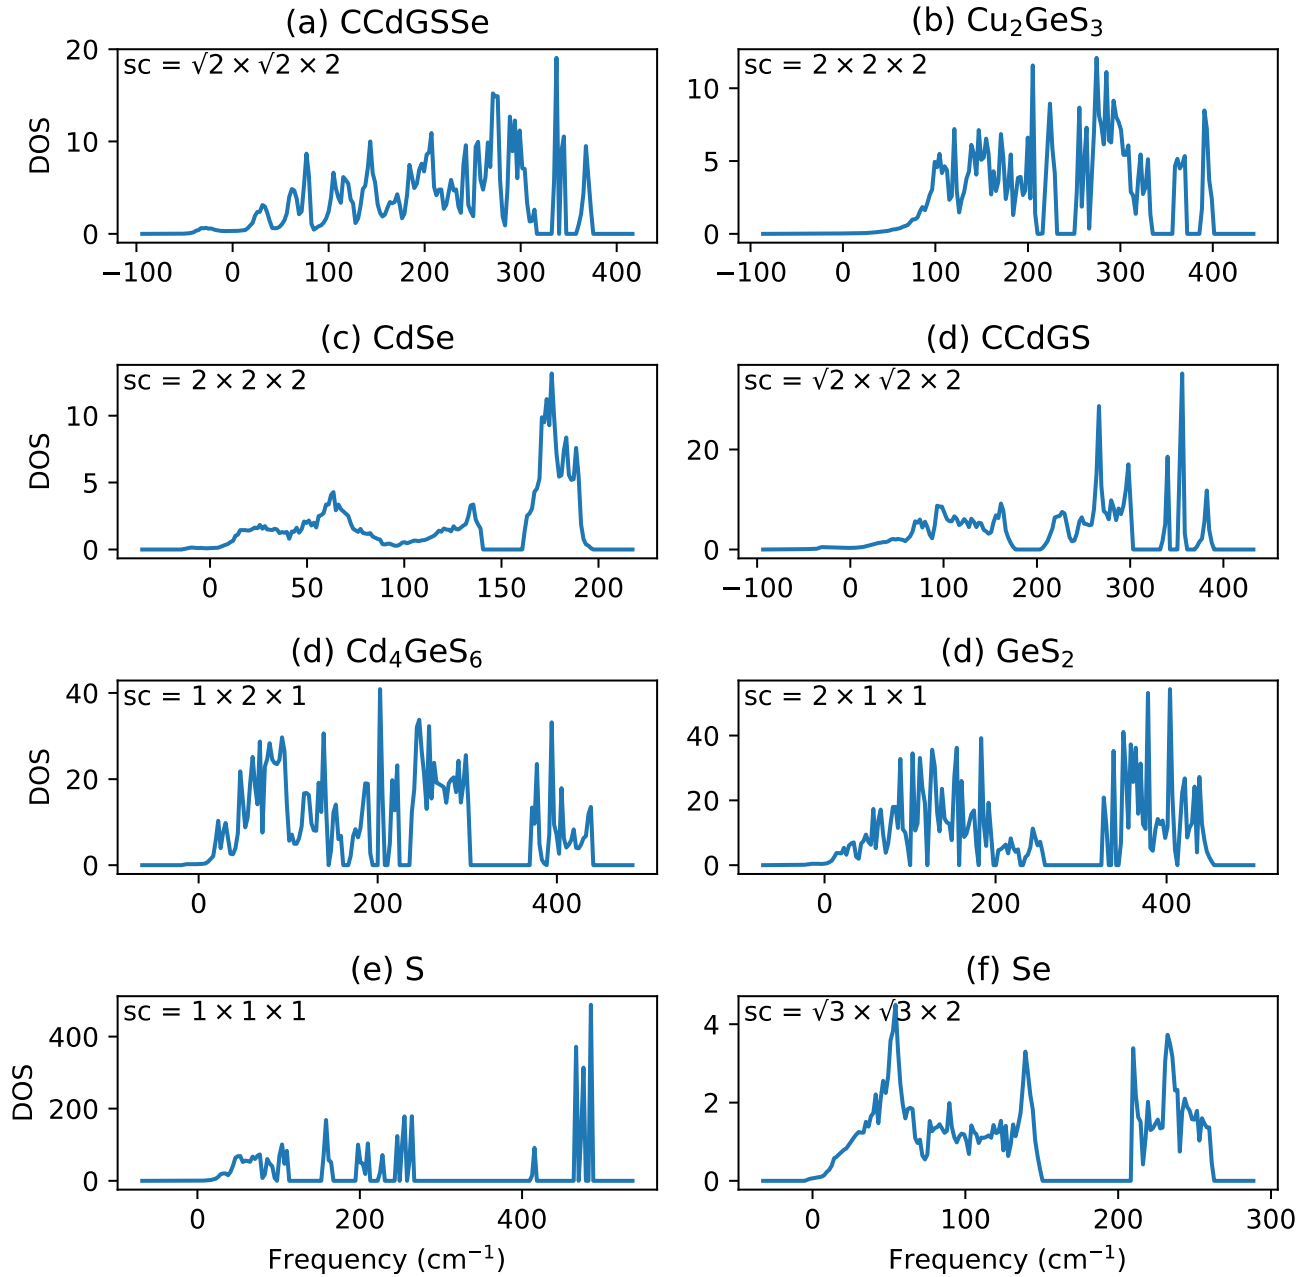 (a) CCdGSSe
sc = √2 × √2 × 2
DOS
20
10
0
−100 0 100 200 300 400
(b) Cu₂GeS₃
sc = 2 × 2 × 2
10
5
0
−100 0 100 200 300 400
(c) CdSe
sc = 2 × 2 × 2
DOS
10
5
0
0 50 100 150 200
(d) CCdGS
sc = √2 × √2 × 2
20
0
−100 0 100 200 300 400
(d) Cd₄GeS₆
sc = 1 × 2 × 1
DOS
40
20
0
0 200 400
(d) GeS₂
sc = 2 × 1 × 1
40
20
0
0 200 400
(e) S
sc = 1 × 1 × 1
DOS
400
200
0
0 200 400
Frequency (cm⁻¹)
(f) Se
sc = √3 × √3 × 2
4
2
0
0 100 200 300
Frequency (cm⁻¹)